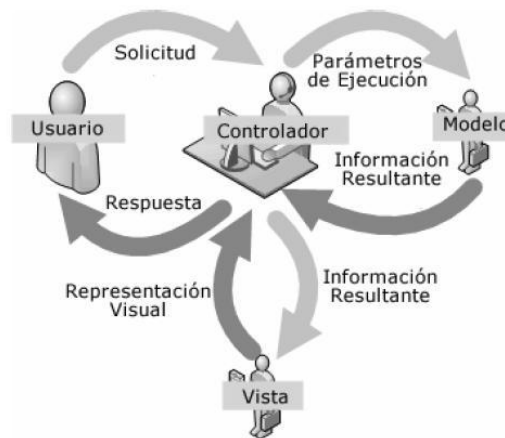 Solicitud
Parámetros
de Ejecución
Usuario
Controlador
Modelo
Información
Resultante
Respuesta
Representación
Visual
Información
Resultante
Vista